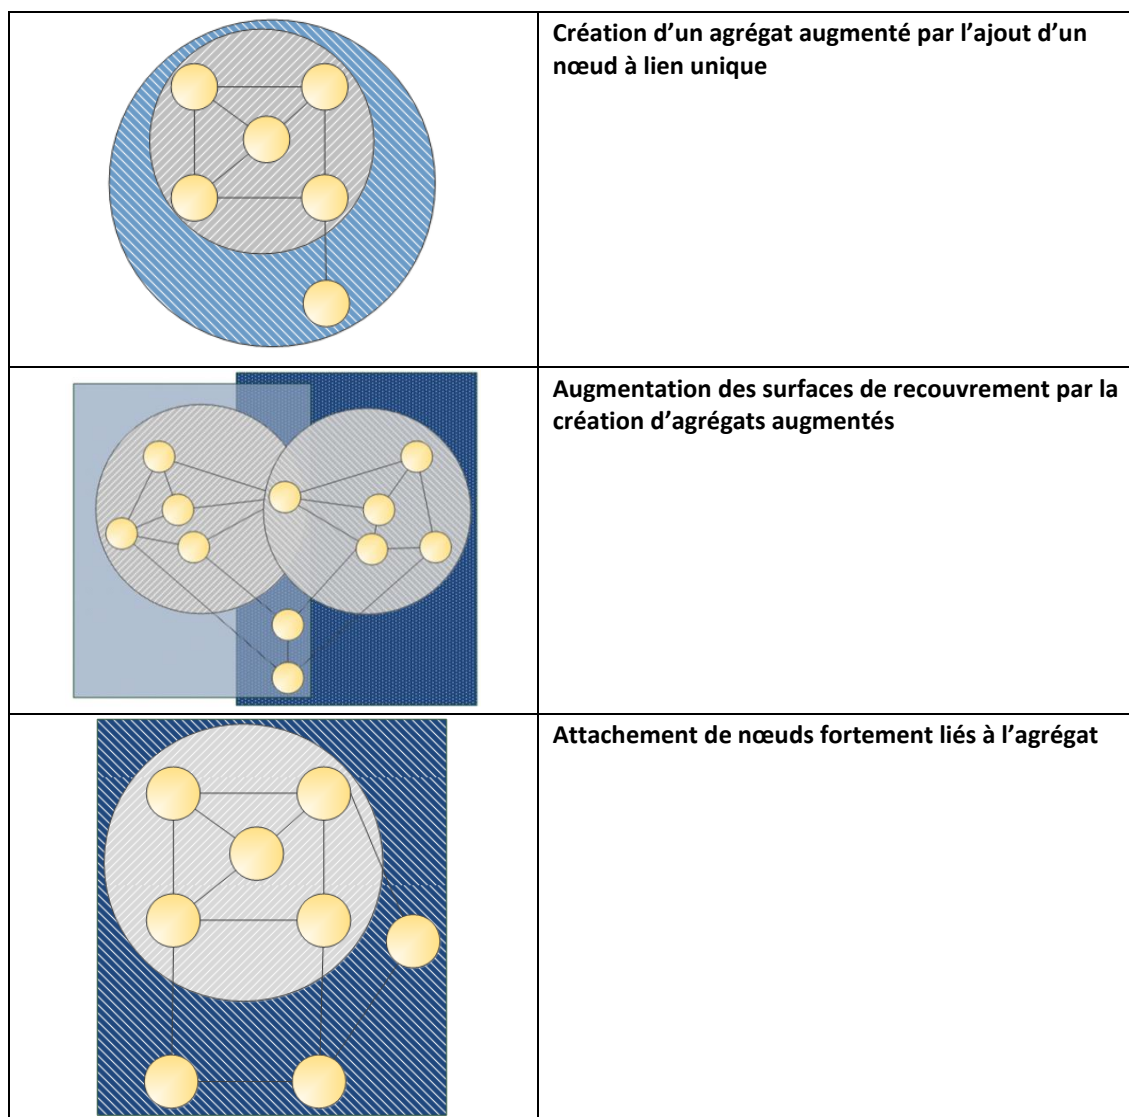 Création d’un agrégat augmenté par l’ajout d’un
nœud à lien unique
Augmentation des surfaces de recouvrement par la
création d’agrégats augmentés
Attachement de nœuds fortement liés à l’agrégat